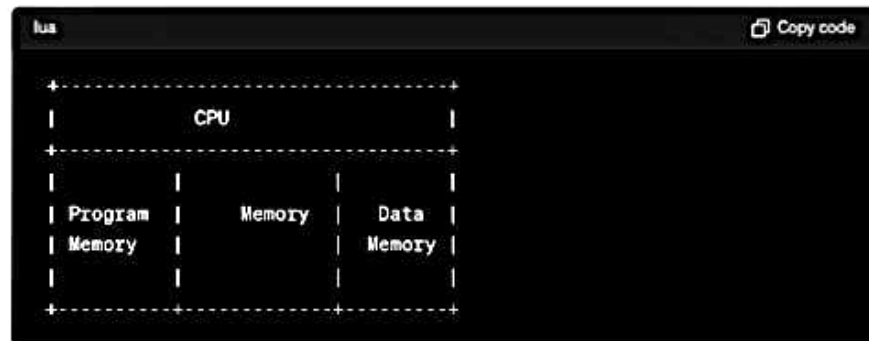 lua Copy code
+-----------------------------------+
| CPU |
+-----------------------------------+
| | | |
| Program | Memory | Data |
| Memory | | Memory |
| | | |
+-----------+--------------+----------+